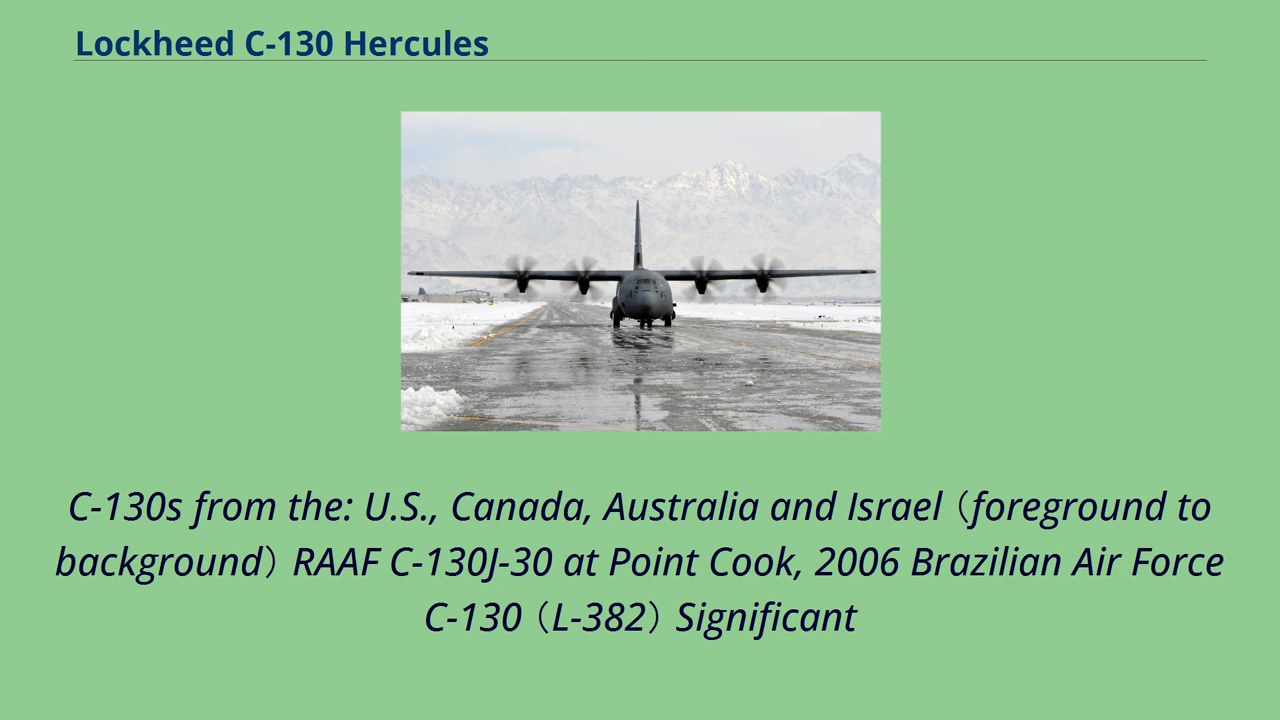 Lockheed C-130 Hercules
C-130s from the: U.S., Canada, Australia and Israel（foreground to
background）RAAF C-130J-30 at Point Cook, 2006 Brazilian Air Force
C-130（L-382）Significant